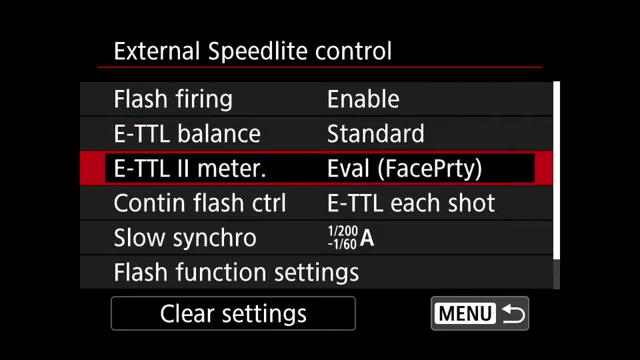 External Speedlite control
Flash firing Enable
E-TTL balance Standard
E-TTL II meter. Eval (FacePrty)
Contin flash ctrl E-TTL each shot
Slow synchro 1/200-1/60 A
Flash function settings
Clear settings MENU